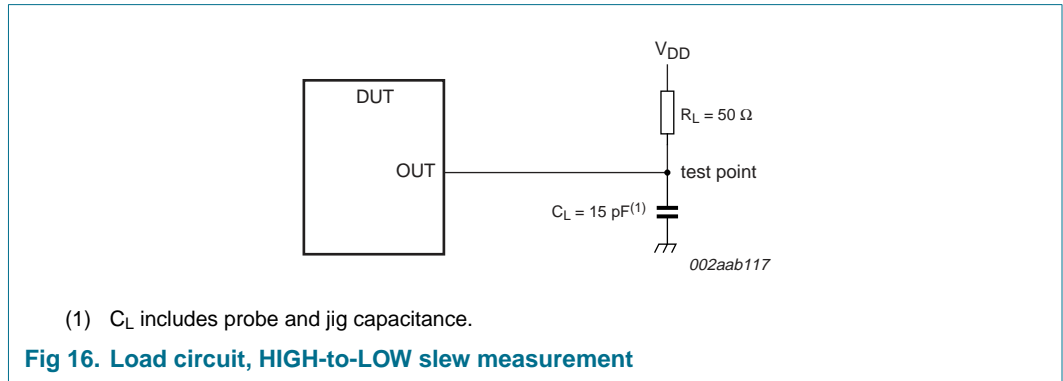 V_DD
DUT
R_L = 50 Ω
OUT
test point
C_L = 15 pF(1)
002aab117
(1) C_L includes probe and jig capacitance.
Fig 16. Load circuit, HIGH-to-LOW slew measurement